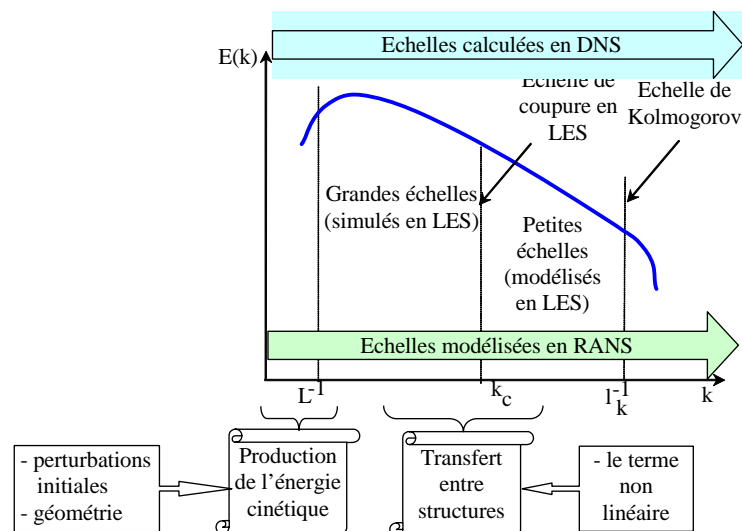 Echelles calculées en DNS
E(k)
Echelle de
coupure en
LES
Echelle de
Kolmogorov
Grandes échelles
(simulés en LES)
Petites
échelles
(modélisés
en LES)
Echelles modélisées en RANS
L⁻¹
k_c
l_k⁻¹
k
- perturbations
initiales
- géométrie
Production
de l’énergie
cinétique
Transfert
entre
structures
- le terme
non
linéaire